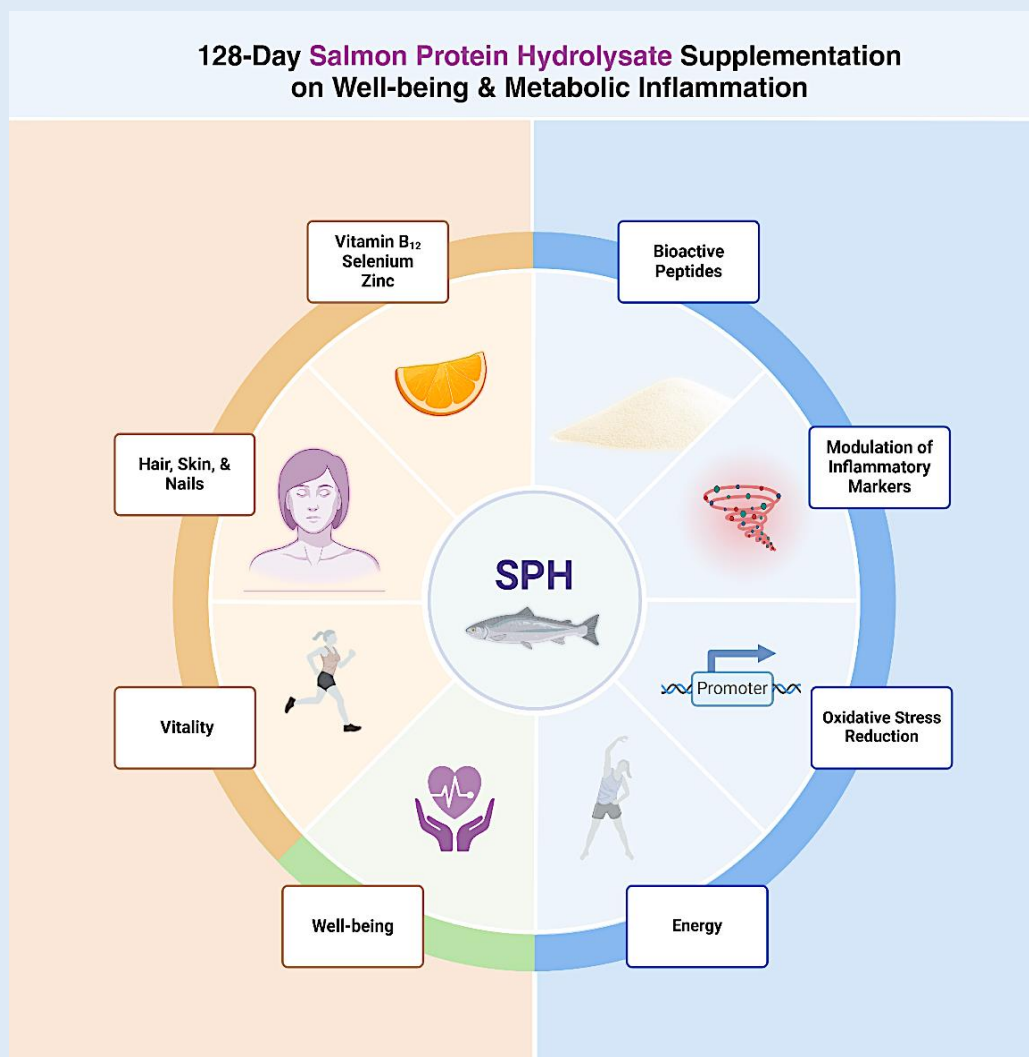 128-Day Salmon Protein Hydrolysate Supplementation
on Well-being & Metabolic Inflammation
Vitamin B₁₂
Selenium
Zinc
Bioactive
Peptides
Hair, Skin, &
Nails
Modulation of
Inflammatory
Markers
SPH
Promoter
Vitality
Oxidative Stress
Reduction
Well-being
Energy